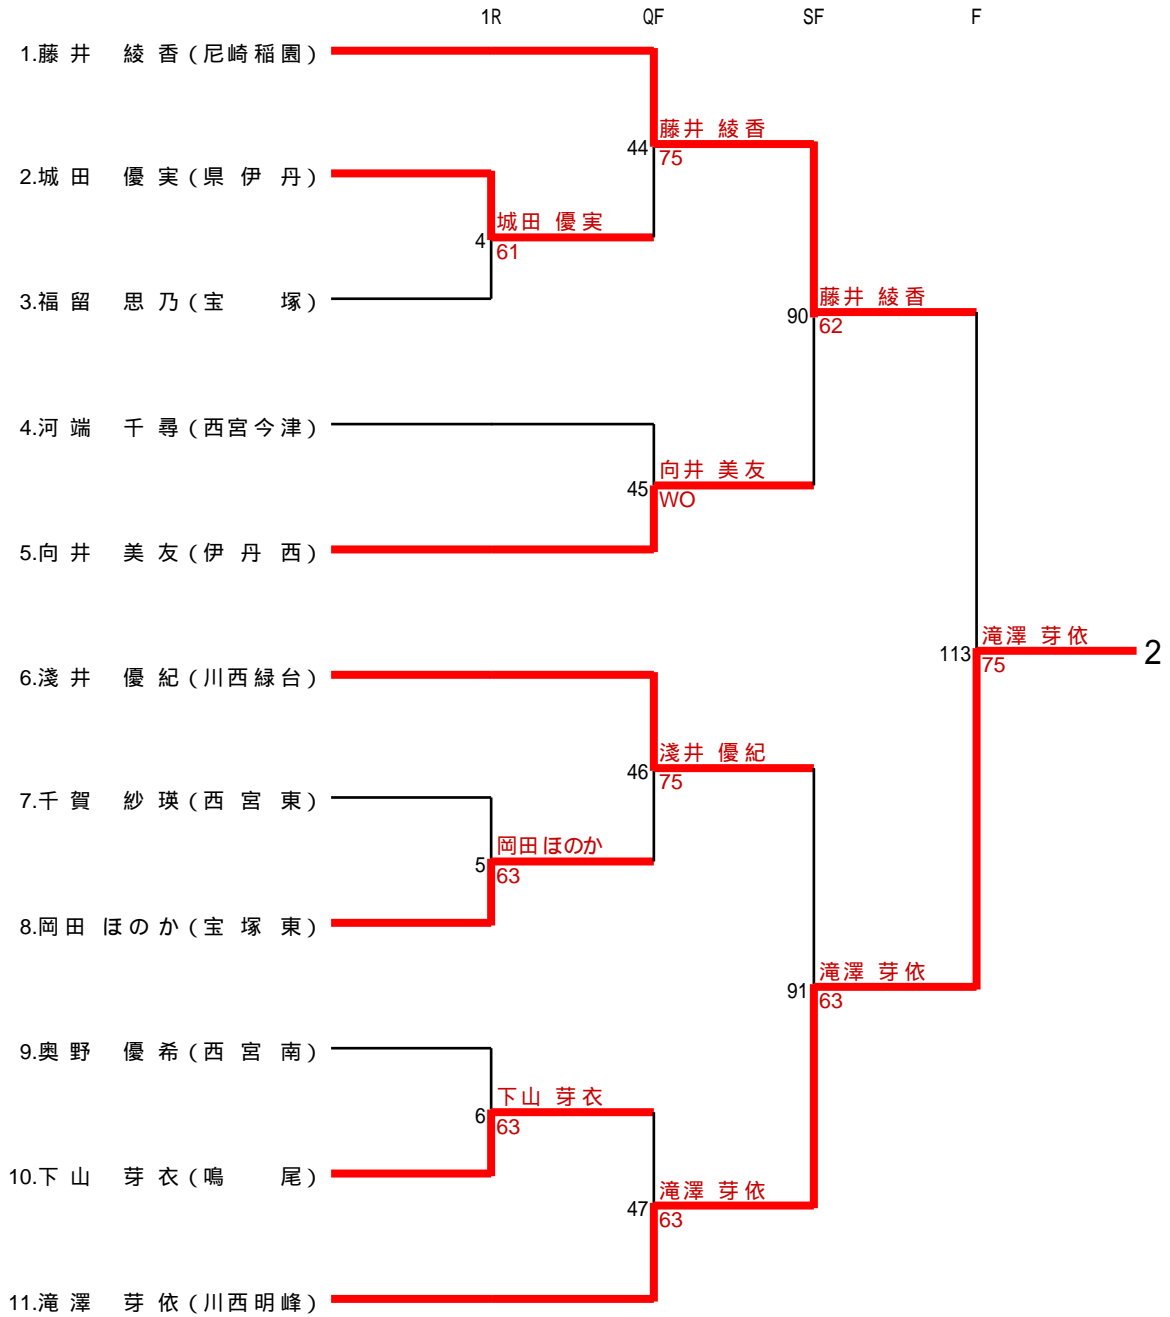 1R QF SF F
1.藤井 綾香(尼崎稲園)
藤井 綾香
44
75
2.城田 優実(県伊丹)
城田 優実
4
61
3.福留 思乃(宝塚)
藤井 綾香
90
62
4.河端 千尋(西宮今津)
向井 美友
45
WO
5.向井 美友(伊丹西)
滝澤 芽依
113
75
2
6.淺井 優紀(川西緑台)
淺井 優紀
46
75
7.千賀 紗瑛(西宮東)
岡田 ほのか
5
63
8.岡田 ほのか(宝塚東)
滝澤 芽依
91
63
9.奥野 優希(西宮南)
下山 芽衣
6
63
10.下山 芽衣(鳴尾)
滝澤 芽依
47
63
11.滝澤 芽依(川西明峰)